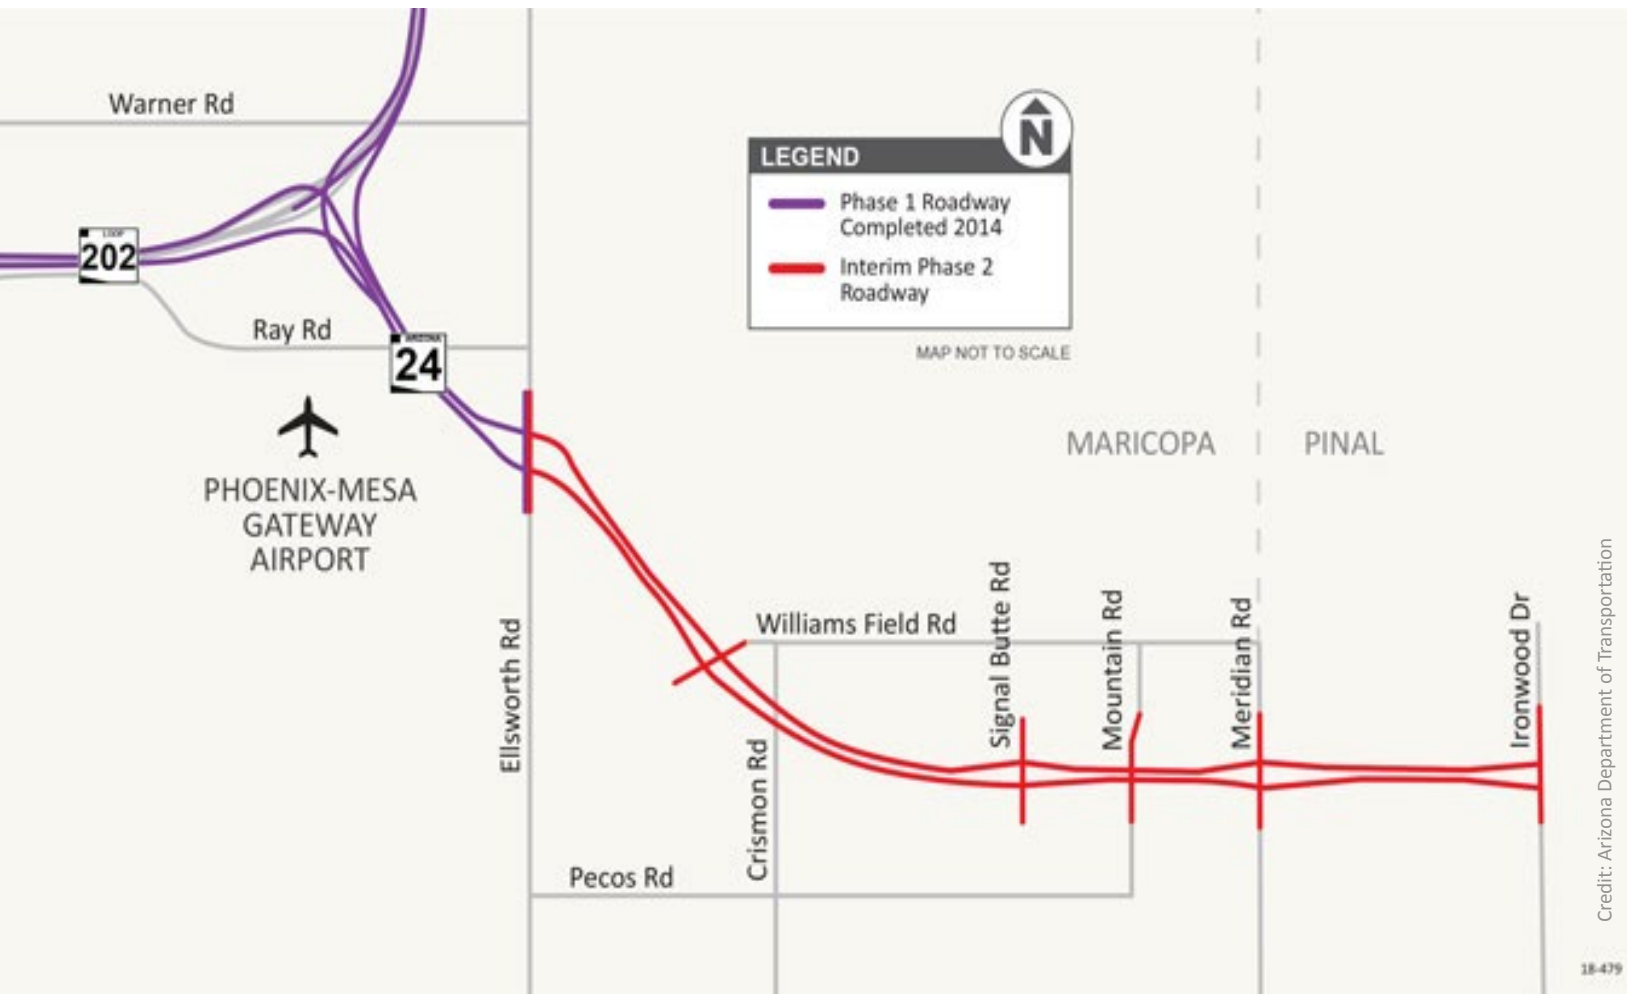 Warner Rd
N
LEGEND
Phase 1 Roadway
Completed 2014
Interim Phase 2
Roadway
MAP NOT TO SCALE
LOOP
202
Ray Rd
ARIZONA
24
PHOENIX-MESA
GATEWAY
AIRPORT
MARICOPA
PINAL
Ellsworth Rd
Williams Field Rd
Crismon Rd
Signal Butte Rd
Mountain Rd
Meridian Rd
Ironwood Dr
Pecos Rd
Credit: Arizona Department of Transportation
18-479